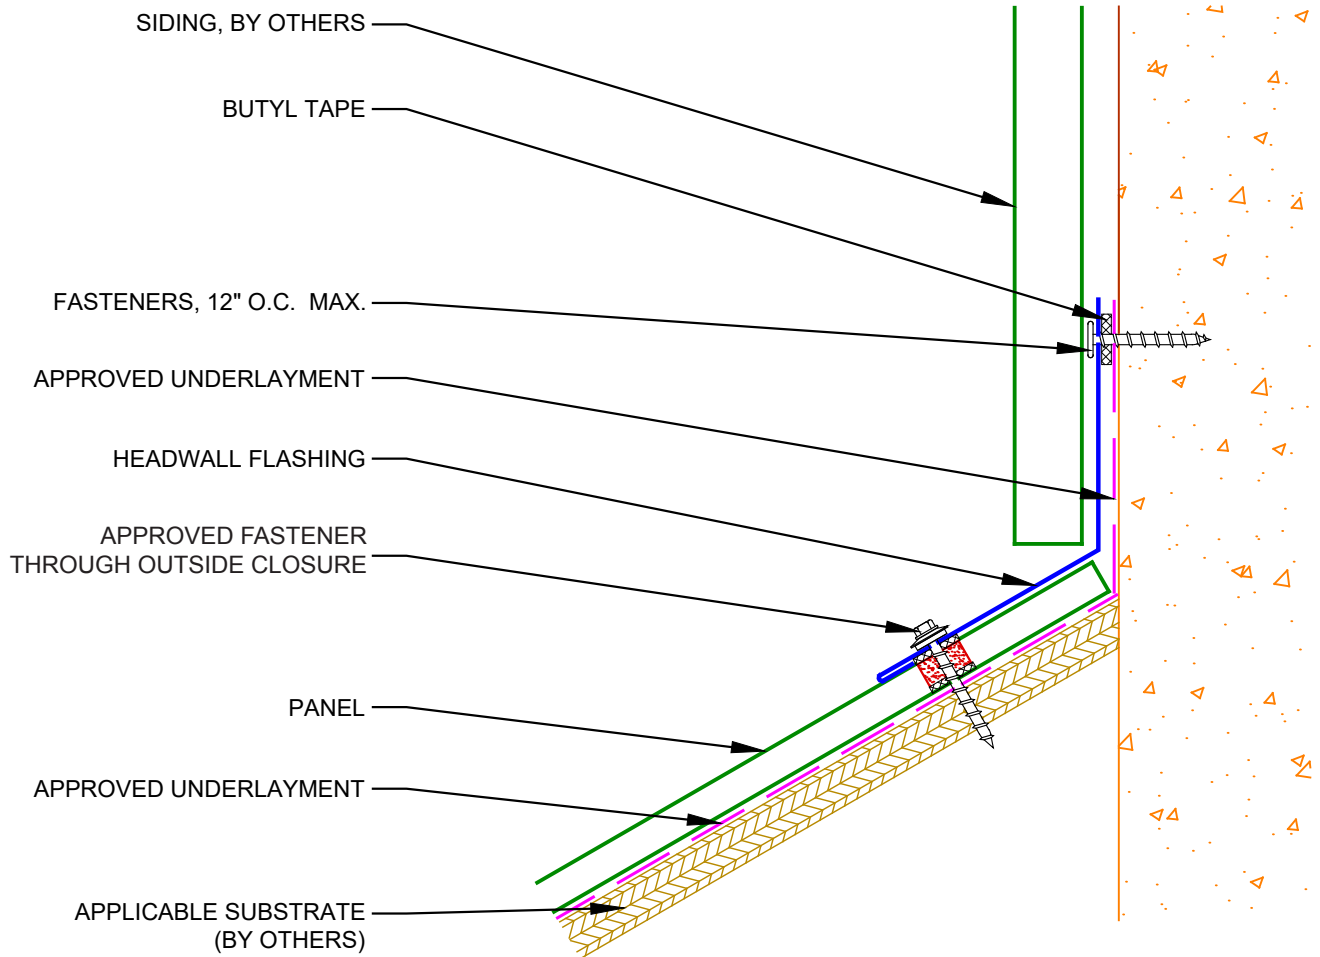 SIDING, BY OTHERS
BUTYL TAPE
FASTENERS, 12" O.C. MAX.
APPROVED UNDERLAYMENT
HEADWALL FLASHING
APPROVED FASTENER
THROUGH OUTSIDE CLOSURE
PANEL
APPROVED UNDERLAYMENT
APPLICABLE SUBSTRATE
(BY OTHERS)